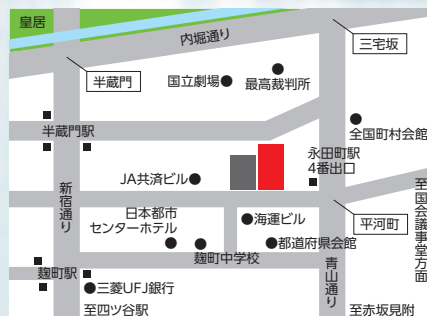 皇居
内堀通り
三宅坂
半蔵門
国立劇場
最高裁判所
半蔵門駅
全国町村会館
永田町駅
4番出口
JA共済ビル
新宿通り
日本都市
センターホテル
海運ビル
平河町
至国会議事堂方面
都道府県会館
麹町中学校
青山通り
麹町駅
三菱UFJ銀行
至四ツ谷駅
至赤坂見附